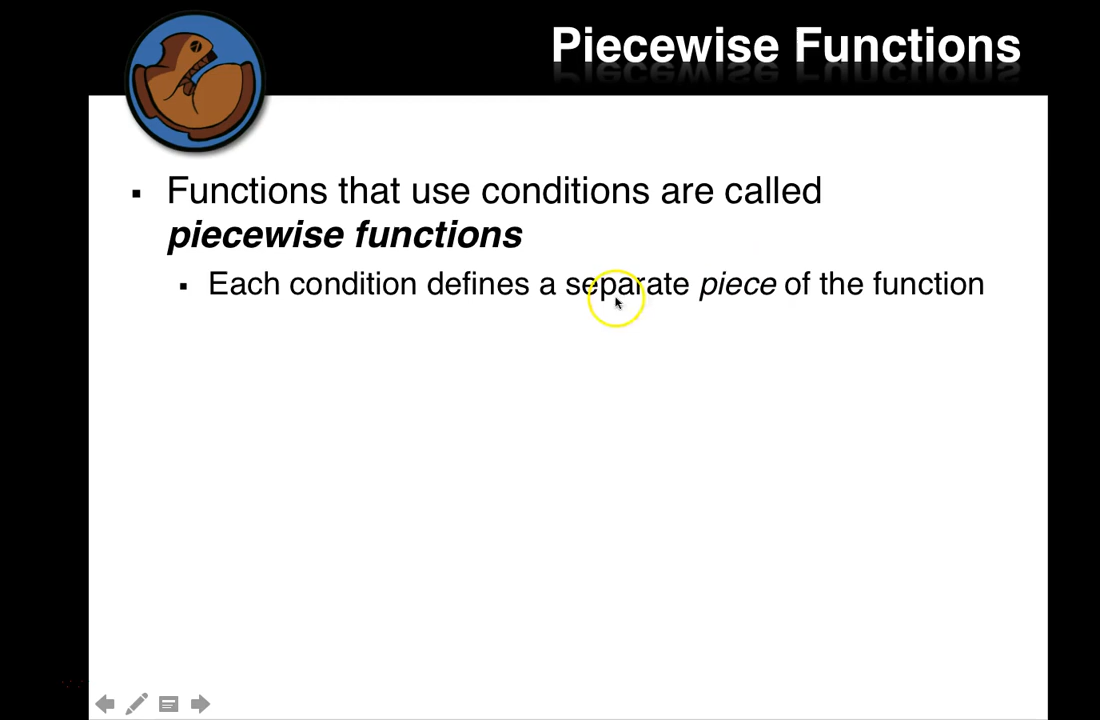 Piecewise Functions
▪ Functions that use conditions are called
piecewise functions
▪ Each condition defines a separate piece of the function